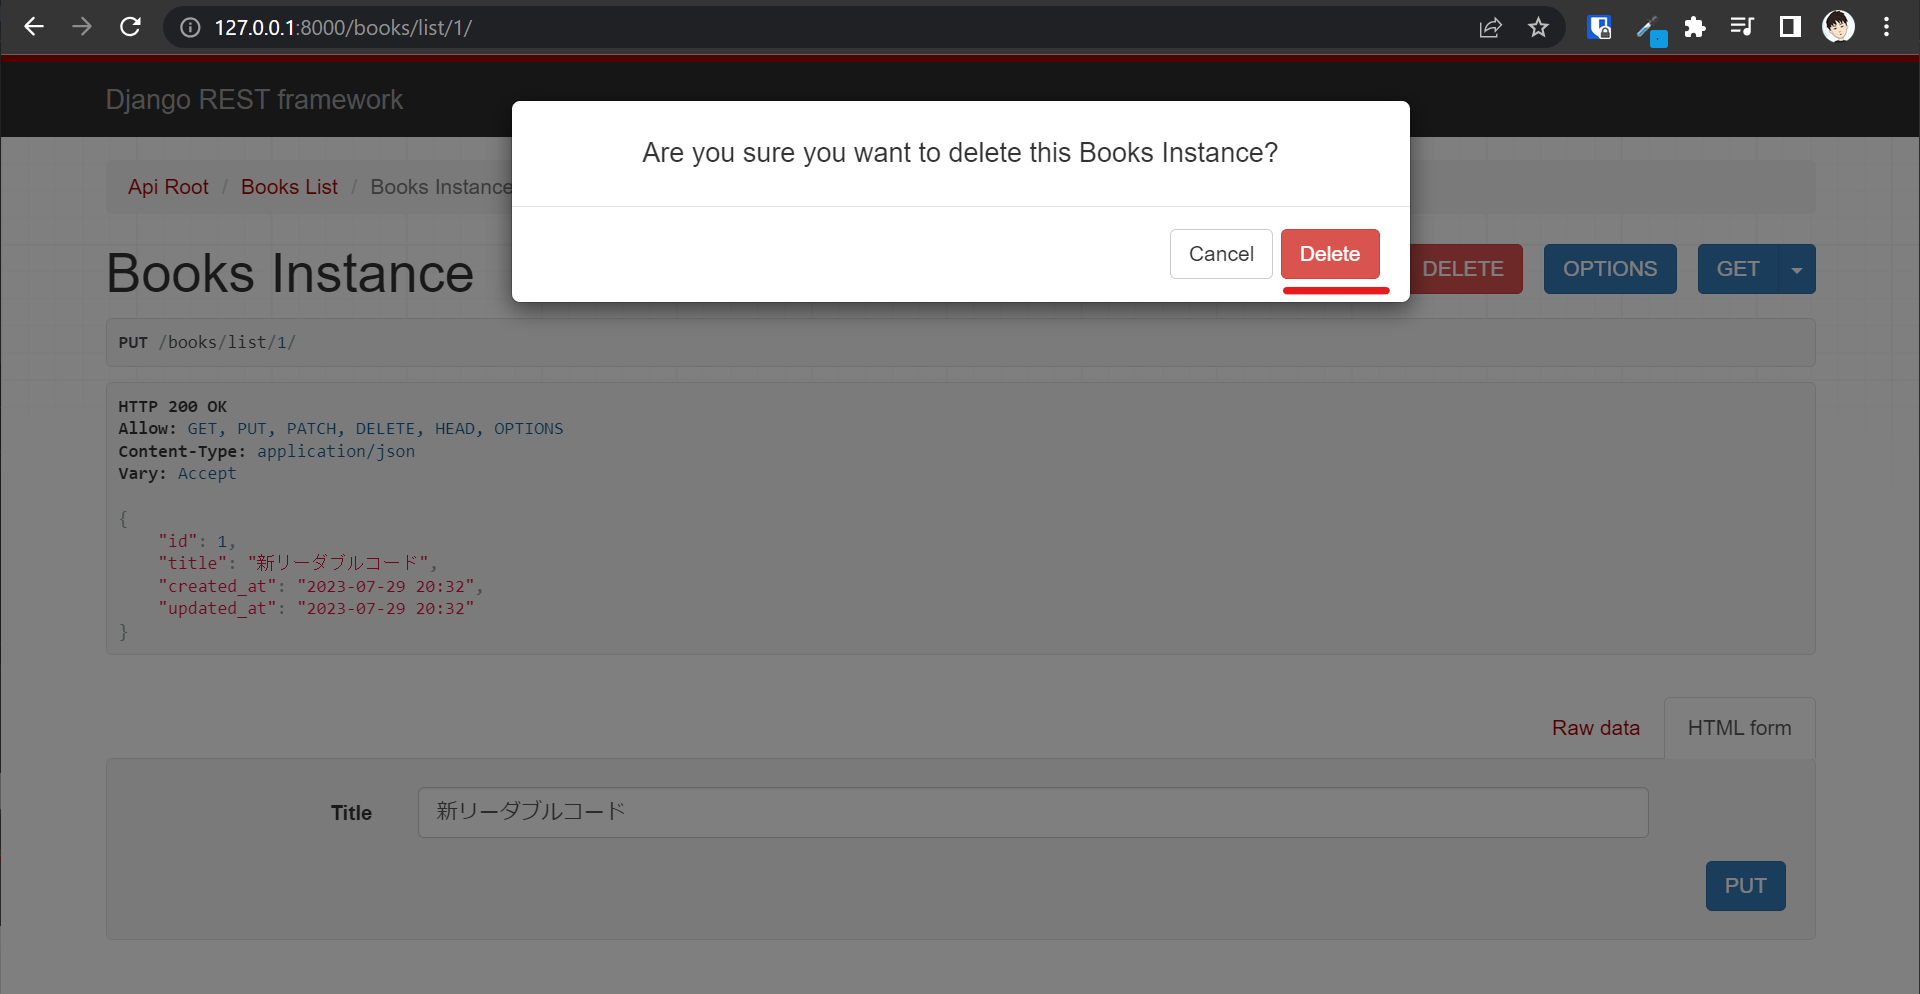 127.0.0.1:8000/books/list/1/
Django REST framework
Are you sure you want to delete this Books Instance?
Cancel Delete
Api Root / Books List / Books Instance
Books Instance
DELETE OPTIONS GET
PUT /books/list/1/
HTTP 200 OK
Allow: GET, PUT, PATCH, DELETE, HEAD, OPTIONS
Content-Type: application/json
Vary: Accept
{
"id": 1,
"title": "新リーダブルコード",
"created_at": "2023-07-29 20:32",
"updated_at": "2023-07-29 20:32"
}
Raw data HTML form
Title 新リーダブルコード
PUT